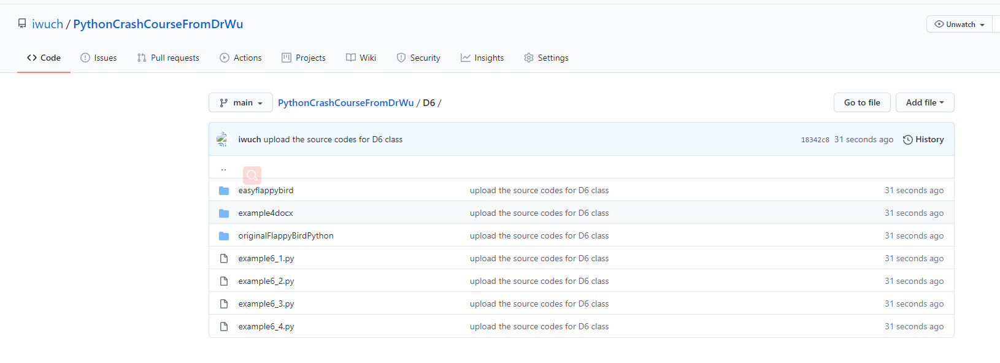 iwuch / PythonCrashCourseFromDrWu
Unwatch
Code Issues Pull requests Actions Projects Wiki Security Insights Settings
main PythonCrashCourseFromDrWu / D6 / Go to file Add file
iwuch upload the source codes for D6 class 18342c8 31 seconds ago History
..
easyflappybird upload the source codes for D6 class 31 seconds ago
example4docx upload the source codes for D6 class 31 seconds ago
originalFlappyBirdPython upload the source codes for D6 class 31 seconds ago
example6_1.py upload the source codes for D6 class 31 seconds ago
example6_2.py upload the source codes for D6 class 31 seconds ago
example6_3.py upload the source codes for D6 class 31 seconds ago
example6_4.py upload the source codes for D6 class 31 seconds ago